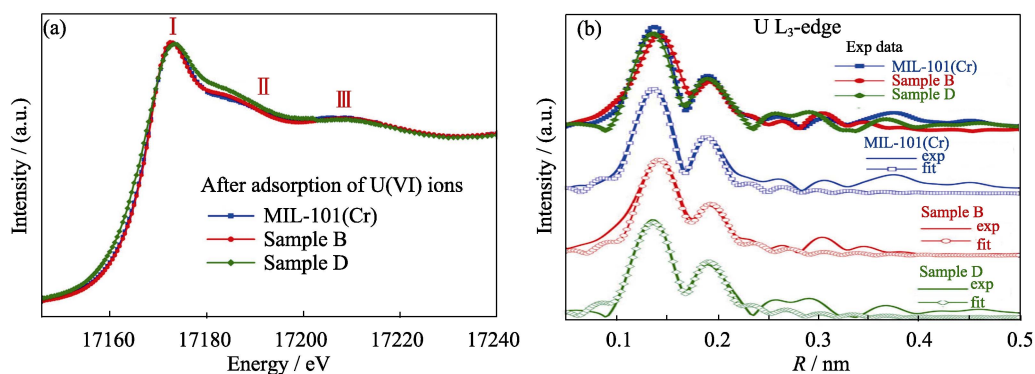 (a)
I
II
III
After adsorption of U(VI) ions
MIL-101(Cr)
Sample B
Sample D
Intensity / (a.u.)
17160 17180 17200 17220 17240
Energy / eV
(b)
U L₃-edge
Exp data
MIL-101(Cr)
Sample B
Sample D
MIL-101(Cr)
exp
fit
Sample B
exp
fit
Sample D
exp
fit
Intensity / (a.u.)
0.1 0.2 0.3 0.4 0.5
R / nm